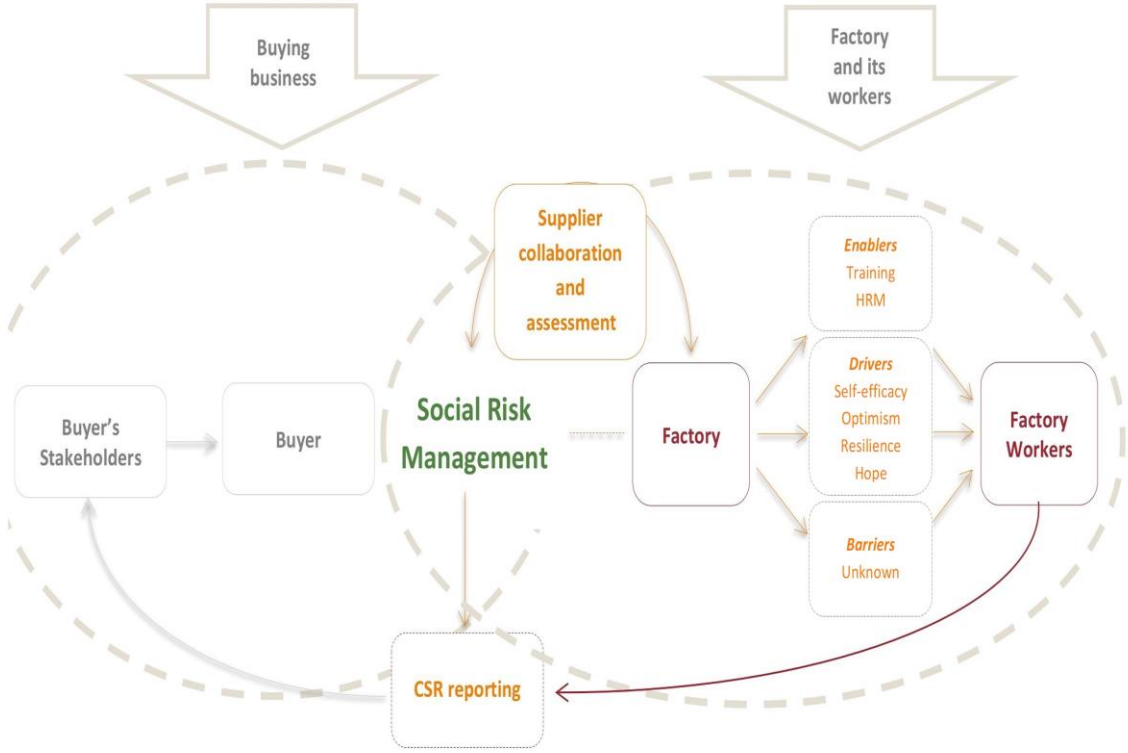 Buying
business
Factory
and its
workers
Supplier
collaboration
and
assessment
Enablers
Training
HRM
Buyer's
Stakeholders
Buyer
Social Risk
Management
Factory
Drivers
Self-efficacy
Optimism
Resilience
Hope
Factory
Workers
Barriers
Unknown
CSR reporting